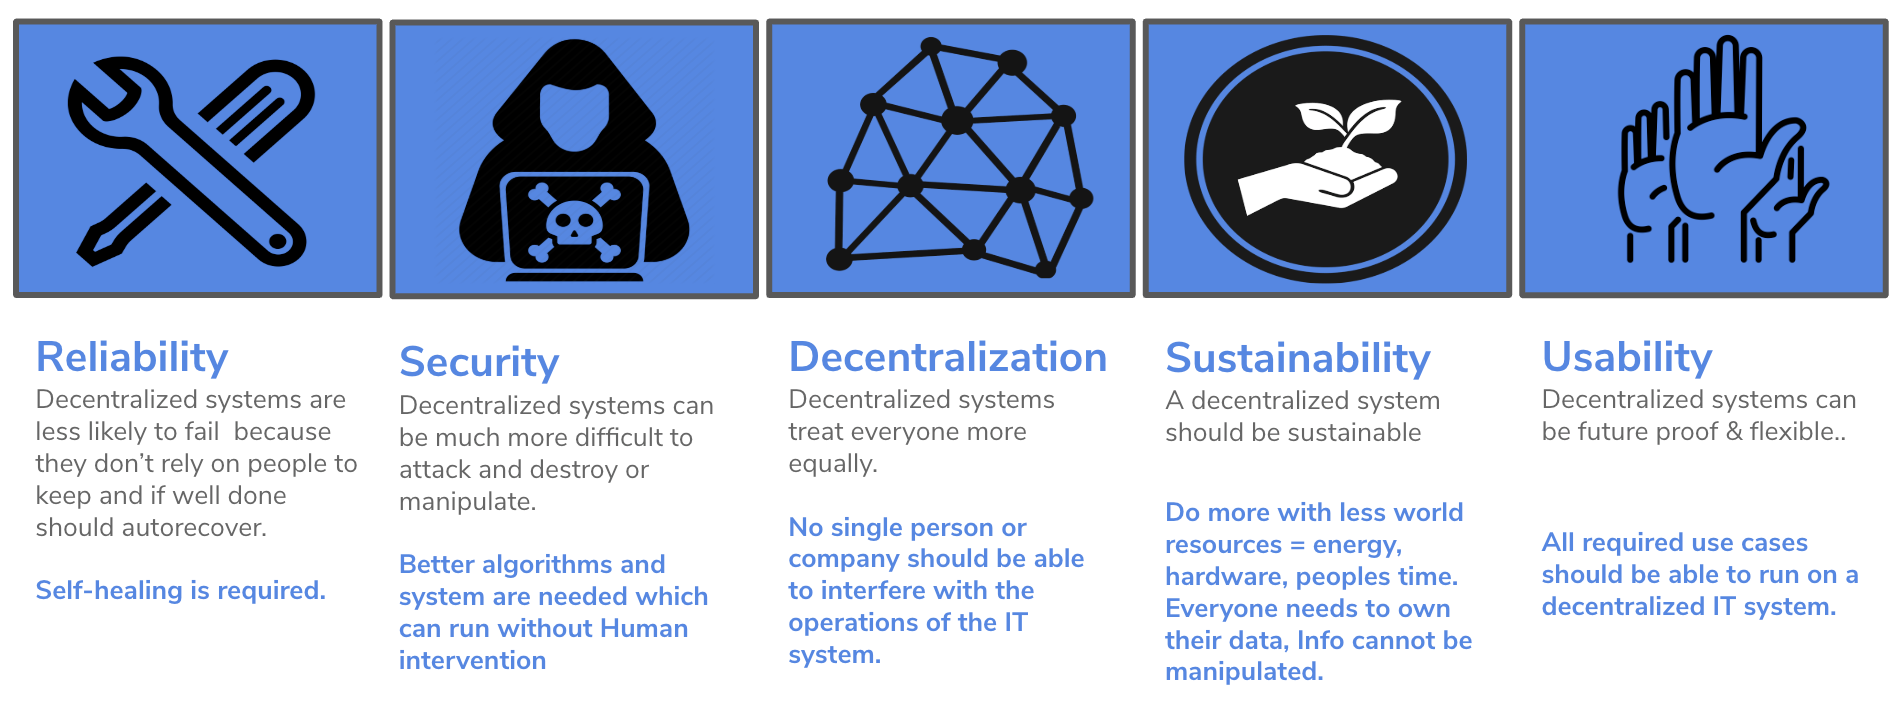 Reliability
Decentralized systems are
less likely to fail  because
they don't rely on people to
keep and if well done
should autorecover.
Self-healing is required.
Security
Decentralized systems can
be much more difficult to
attack and destroy or
manipulate.
Better algorithms and
system are needed which
can run without Human
intervention
Decentralization
Decentralized systems
treat everyone more
equally.
No single person or
company should be able
to interfere with the
operations of the IT
system.
Sustainability
A decentralized system
should be sustainable
Do more with less world
resources = energy,
hardware, peoples time.
Everyone needs to own
their data, Info cannot be
manipulated.
Usability
Decentralized systems can
be future proof & flexible..
All required use cases
should be able to run on a
decentralized IT system.